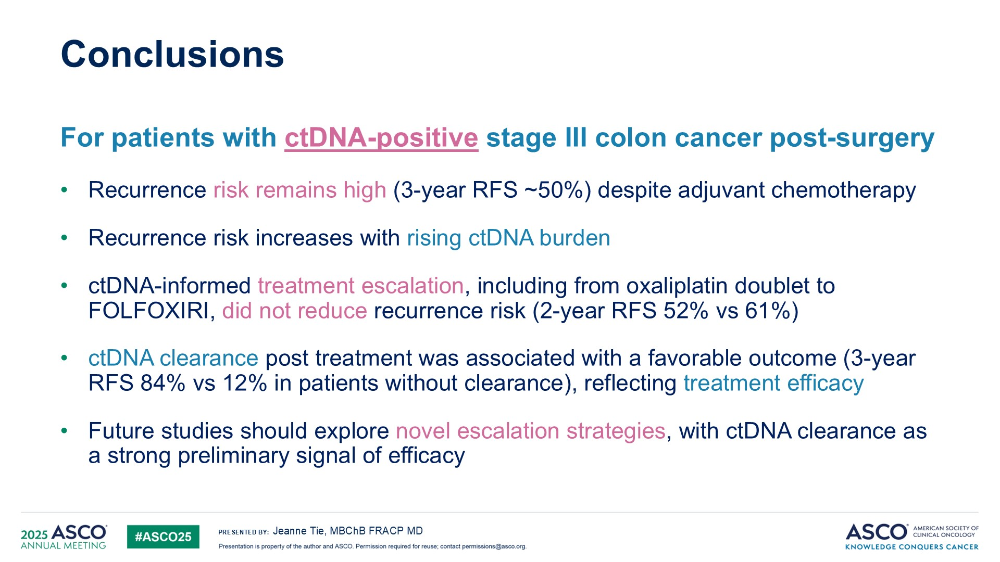 Conclusions
For patients with ctDNA-positive stage III colon cancer post-surgery
• Recurrence risk remains high (3-year RFS ~50%) despite adjuvant chemotherapy
• Recurrence risk increases with rising ctDNA burden
• ctDNA-informed treatment escalation, including from oxaliplatin doublet to
FOLFOXIRI, did not reduce recurrence risk (2-year RFS 52% vs 61%)
• ctDNA clearance post treatment was associated with a favorable outcome (3-year
RFS 84% vs 12% in patients without clearance), reflecting treatment efficacy
• Future studies should explore novel escalation strategies, with ctDNA clearance as
a strong preliminary signal of efficacy
2025 ASCO®
ANNUAL MEETING
#ASCO25
PRESENTED BY: Jeanne Tie, MBChB FRACP MD
Presentation is property of the author and ASCO. Permission required for reuse; contact permissions@asco.org.
ASCO® AMERICAN SOCIETY OF
CLINICAL ONCOLOGY
KNOWLEDGE CONQUERS CANCER